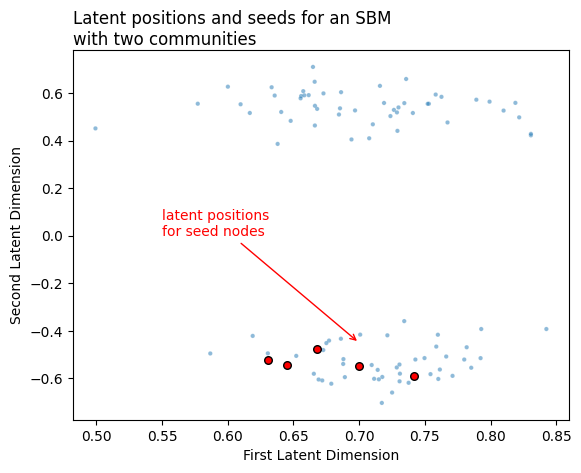 Latent positions and seeds for an SBM
with two communities
Second Latent Dimension
0.6
0.4
0.2
0.0
−0.2
−0.4
−0.6
latent positions
for seed nodes
0.50 0.55 0.60 0.65 0.70 0.75 0.80 0.85
First Latent Dimension